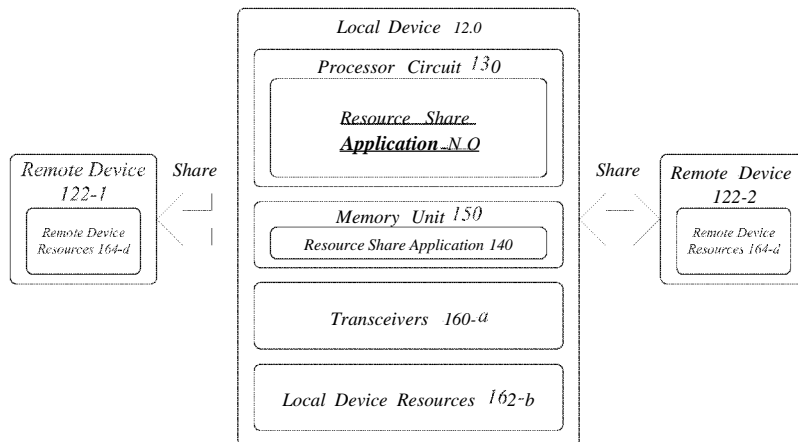 Local Device 12.0
Processor Circuit 130
Resource Share
Application N O
Remote Device
122-1
Remote Device
Resources 164-d
Share
Memory Unit 150
Resource Share Application 140
Share
Remote Device
122-2
Remote Device
Resources 164-d
Transceivers 160-a
Local Device Resources 162-b